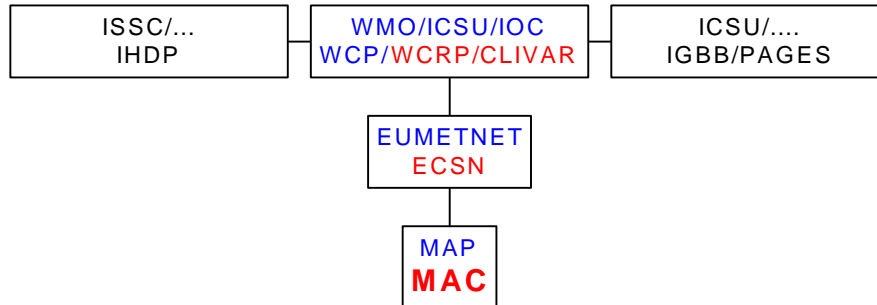 ISSC/...
IHDP
WMO/ICSU/IOC
WCP/WCRP/CLIVAR
ICSU/....
IGBB/PAGES
EUMETNET
ECSN
MAP
MAC